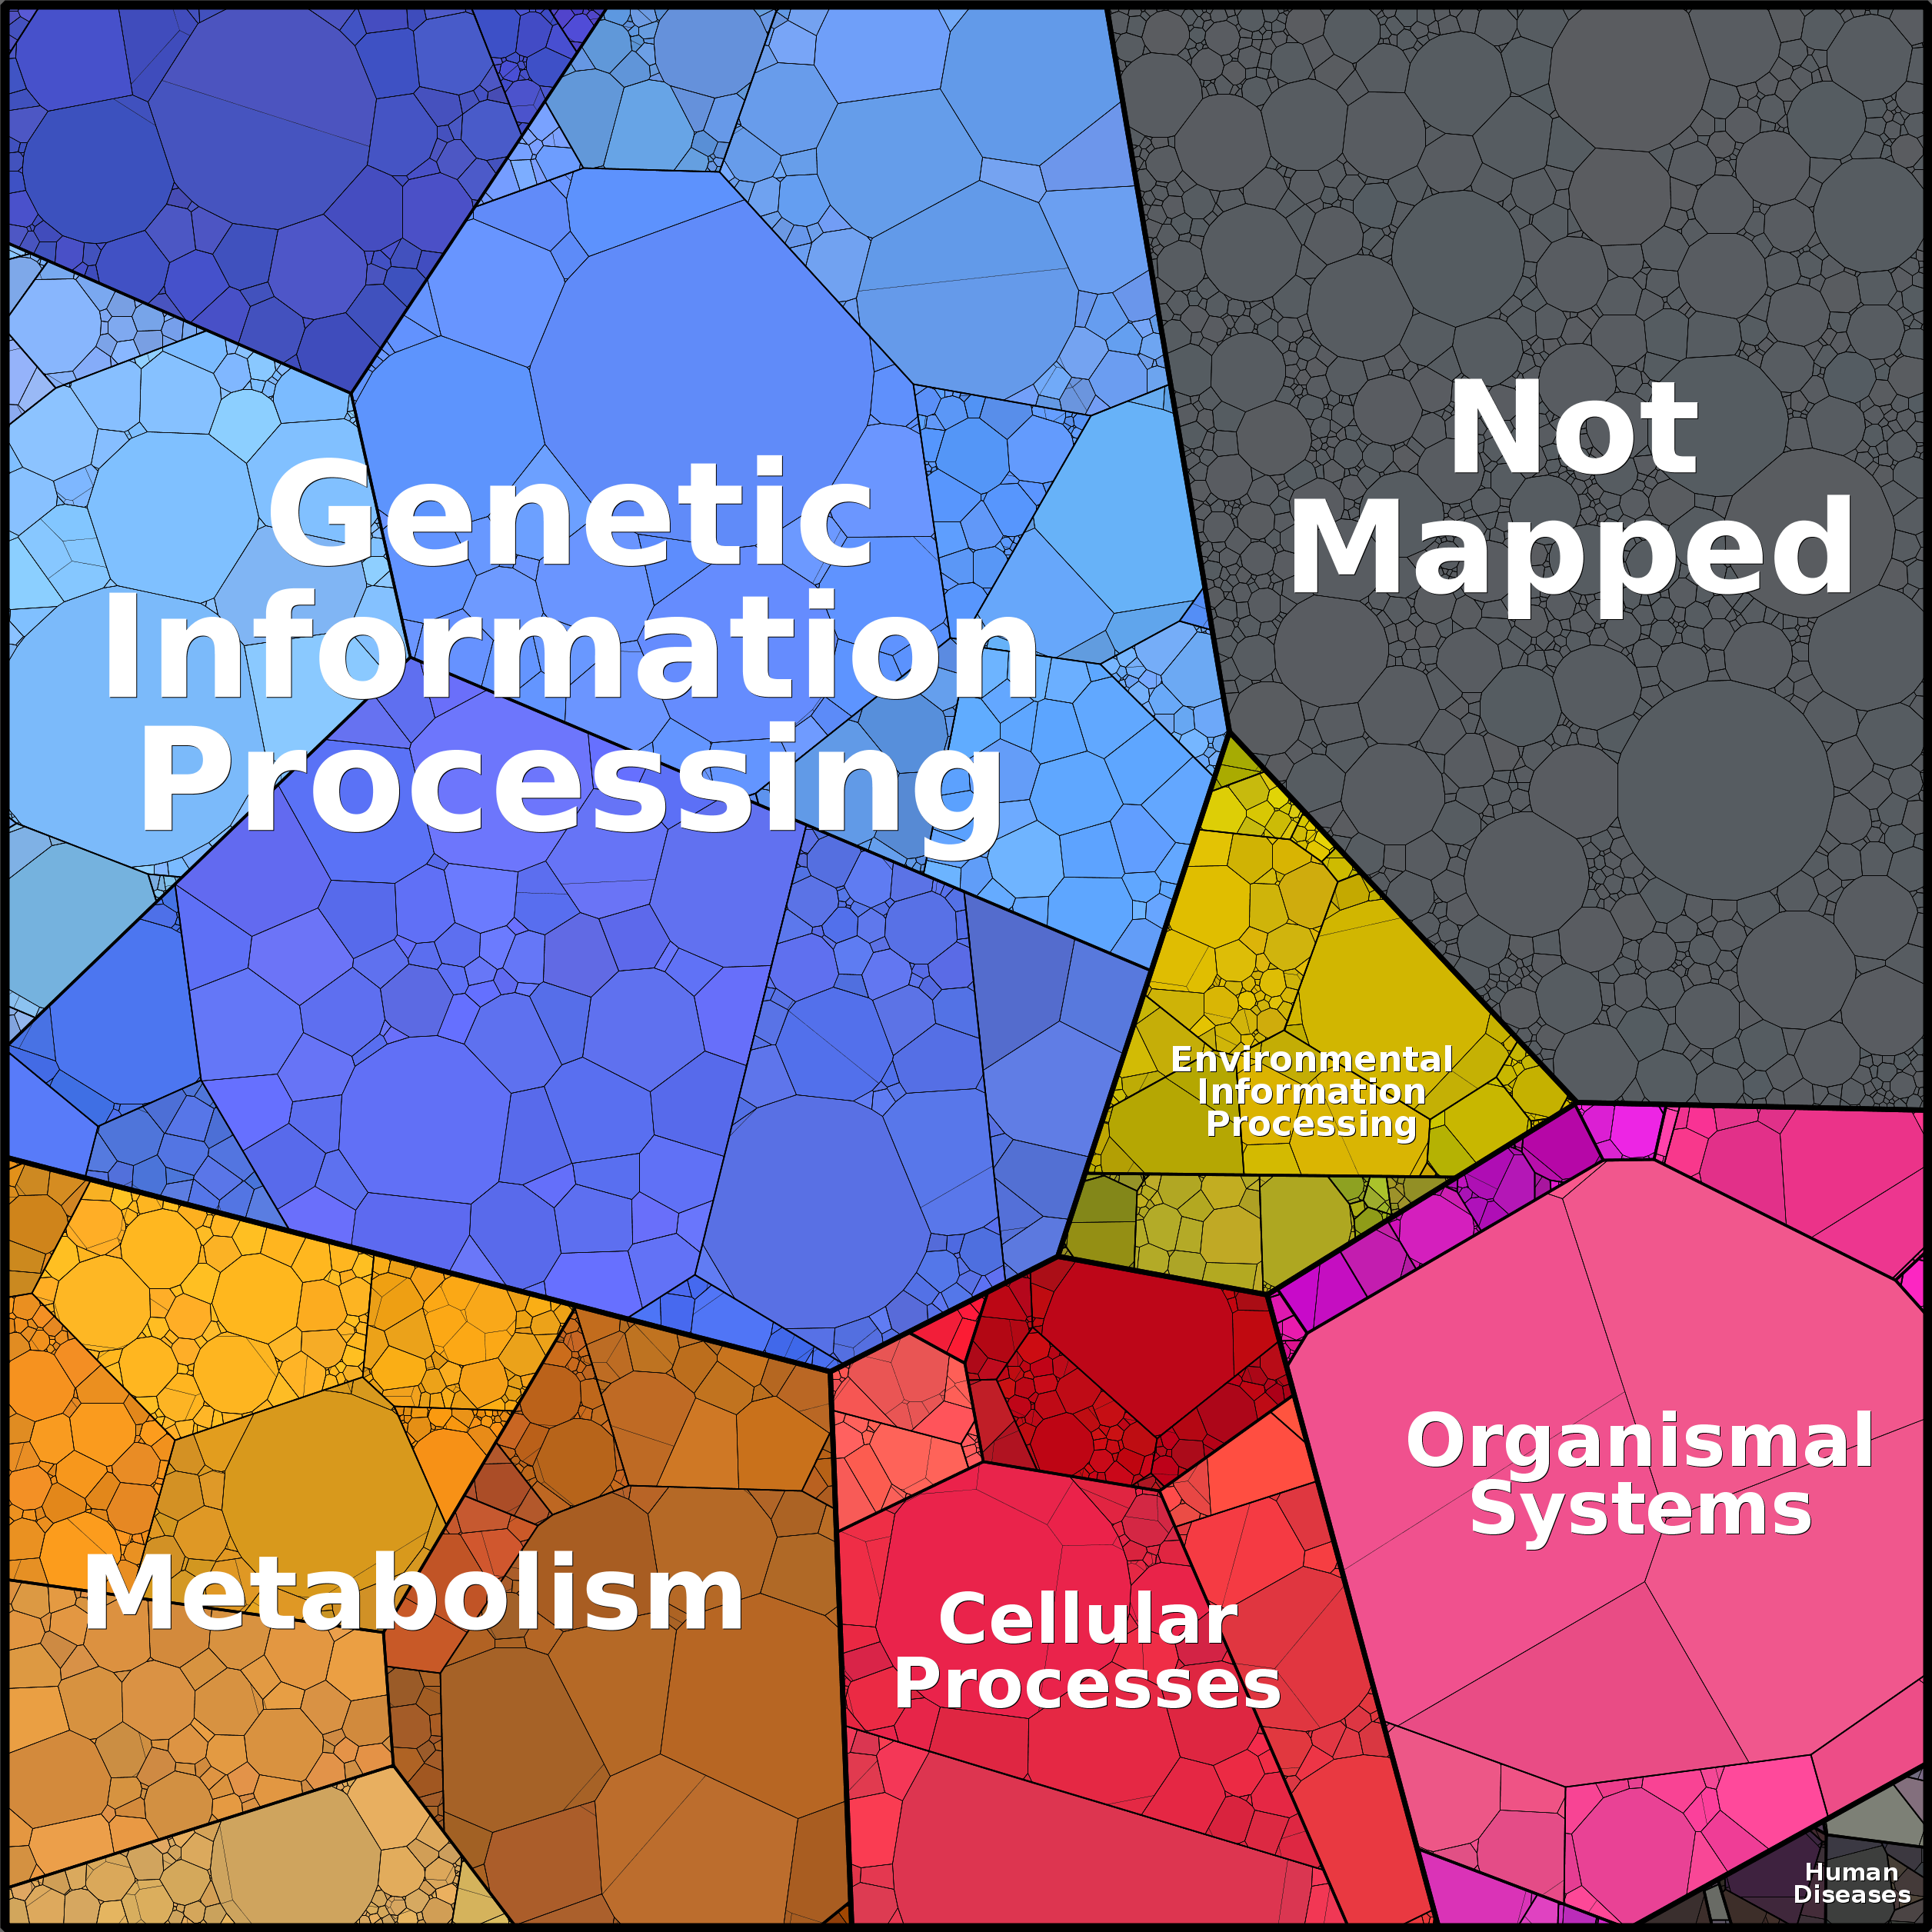 Genetic
Information
Processing
Not
Mapped
Environmental
Information
Processing
Organismal
Systems
Metabolism
Cellular
Processes
Human
Diseases